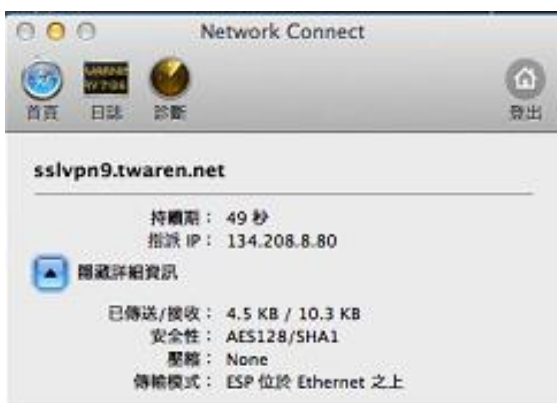 Network Connect
首頁 日誌 診斷 登出
sslvpn9.twaren.net
持續期： 49 秒
指派 IP： 134.208.8.80
隱藏詳細資訊
已傳送/接收： 4.5 KB / 10.3 KB
安全性： AES128/SHA1
壓縮： None
傳輸模式： ESP 位於 Ethernet 之上